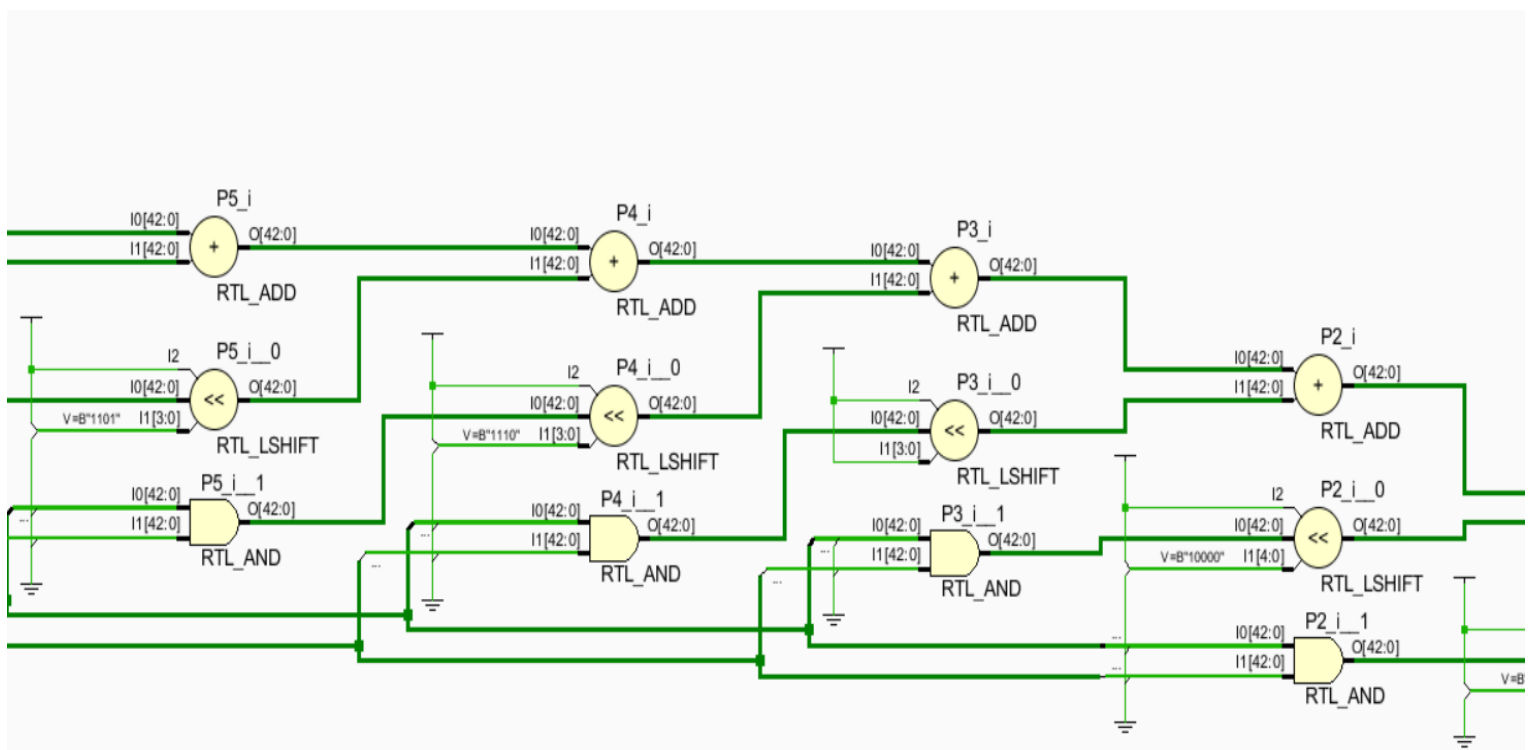 P5_i
I0[42:0]
O[42:0]
I1[42:0]
+
RTL_ADD
P4_i
I0[42:0]
O[42:0]
I1[42:0]
+
RTL_ADD
P3_i
I0[42:0]
O[42:0]
I1[42:0]
+
RTL_ADD
P2_i
I0[42:0]
O[42:0]
I1[42:0]
+
RTL_ADD
P5_i__0
I2
I0[42:0]
O[42:0]
<<
V=B"1101"
I1[3:0]
RTL_LSHIFT
P4_i__0
I2
I0[42:0]
O[42:0]
<<
V=B"1110"
I1[3:0]
RTL_LSHIFT
P3_i__0
I2
I0[42:0]
O[42:0]
<<
I1[3:0]
RTL_LSHIFT
P2_i__0
I2
I0[42:0]
O[42:0]
<<
V=B"10000"
I1[4:0]
RTL_LSHIFT
P5_i__1
I0[42:0]
O[42:0]
...
I1[42:0]
RTL_AND
P4_i__1
I0[42:0]
O[42:0]
...
I1[42:0]
...
RTL_AND
P3_i__1
I0[42:0]
O[42:0]
...
I1[42:0]
...
RTL_AND
P2_i__1
...
I0[42:0]
O[42:0]
...
I1[42:0]
RTL_AND
V=B